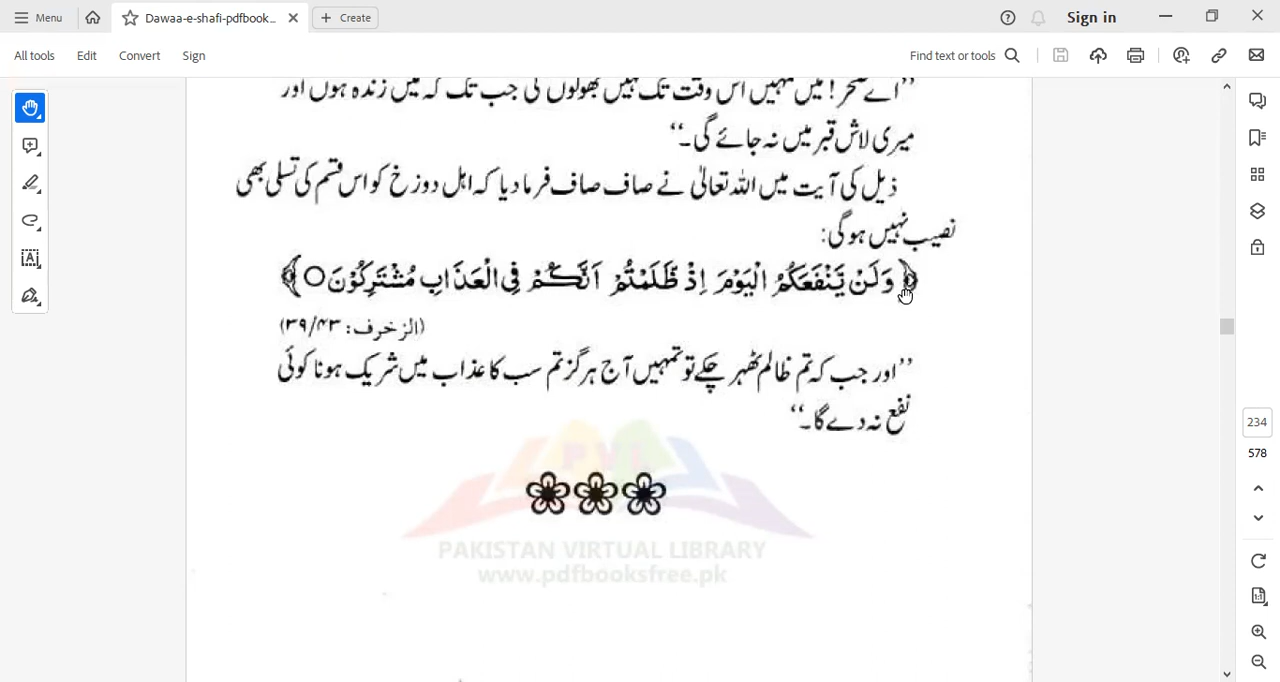 Menu
Dawaa-e-shafi-pdfbook...
Create
Sign in
All tools Edit Convert Sign
Find text or tools
’’اے صخر! میں تمہیں اس وقت تک نہیں بھولوں گی جب تک کہ میں زندہ ہوں اور
میری لاش قبر میں نہ جائے گی۔‘‘
ذیل کی آیت میں اللہ تعالیٰ نے صاف صاف فرما دیا کہ اہل دوزخ کو اس قسم کی تسلی بھی
نصیب نہیں ہوگی:
﴿وَلَنْ يَّنْفَعَكُمُ الْيَوْمَ اِذْ ظَّلَمْتُمْ اَنَّكُمْ فِي الْعَذَابِ مُشْتَرِكُوْنَ○﴾
(الزخرف: ۳۹/۴۳)
’’اور جب کہ تم ظالم ٹھہر چکے تو تمہیں آج ہرگز تم سب کا عذاب میں شریک ہونا کوئی
نفع نہ دے گا۔‘‘
PVL
PAKISTAN VIRTUAL LIBRARY
www.pdfbooksfree.pk
234
578
1:1